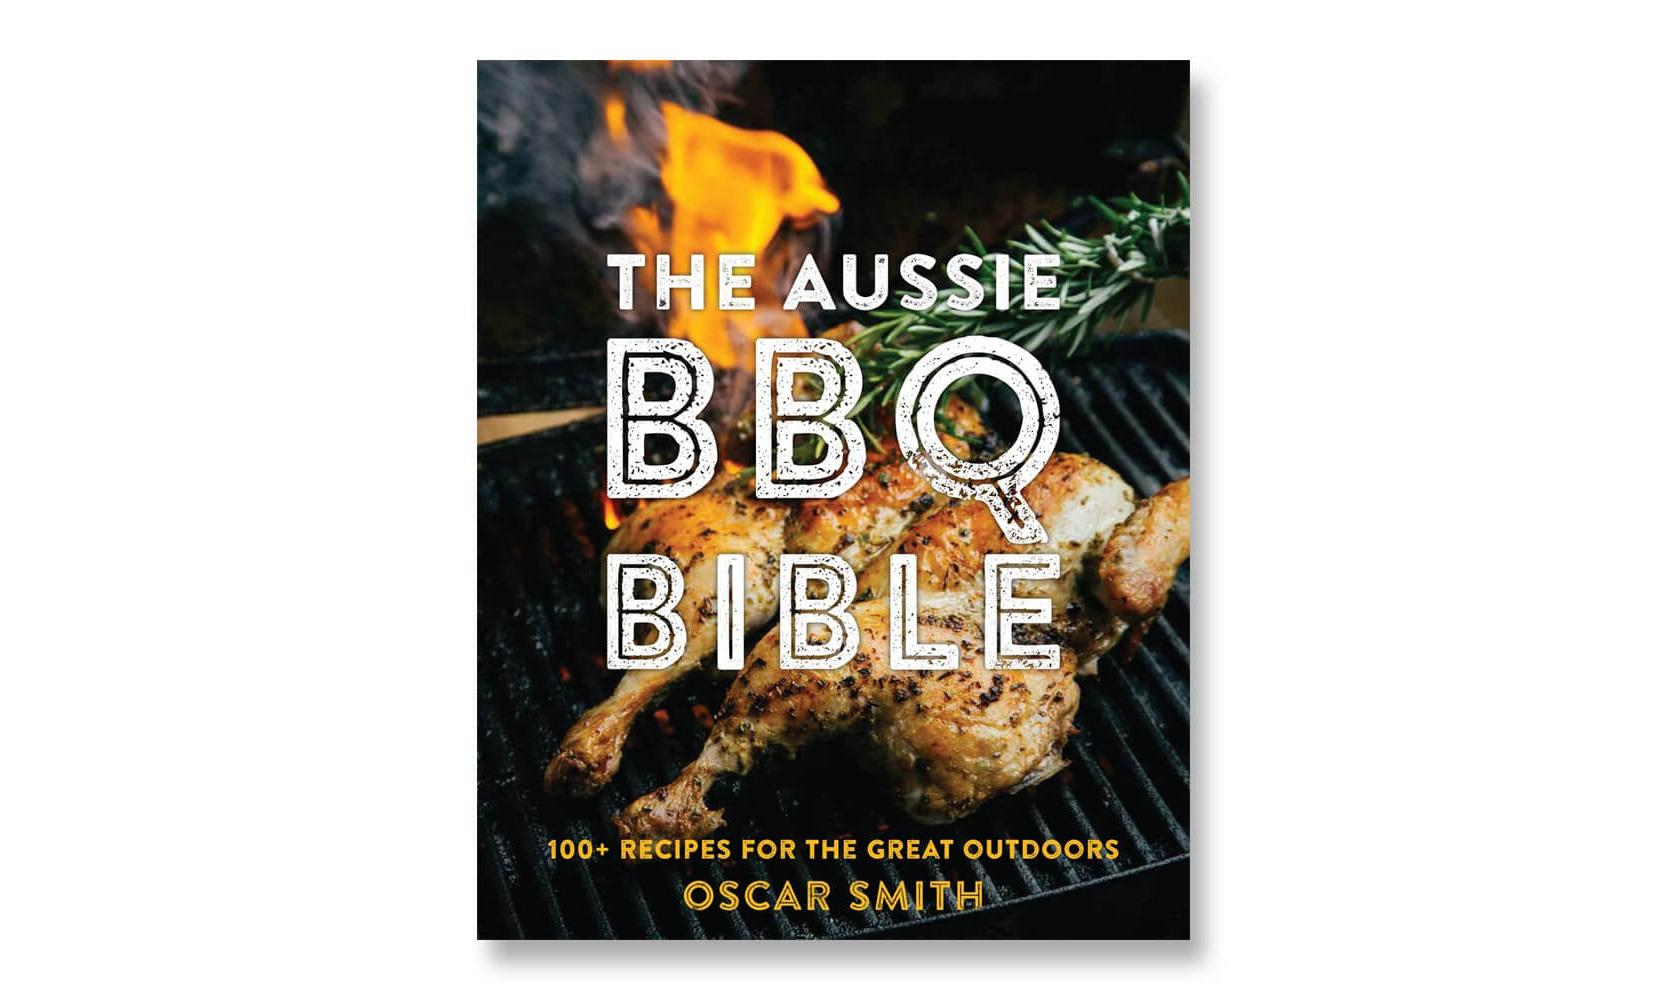 THE AUSSIE
BBQ
BIBLE
100+ RECIPES FOR THE GREAT OUTDOORS
OSCAR SMITH